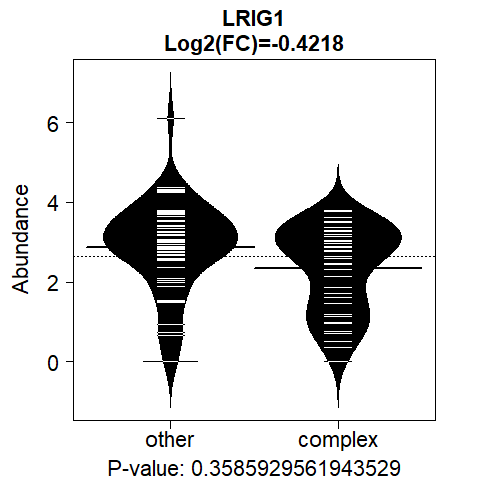 LRIG1
Log2(FC)=-0.4218
Abundance
6
4
2
0
other complex
P-value: 0.3585929561943529